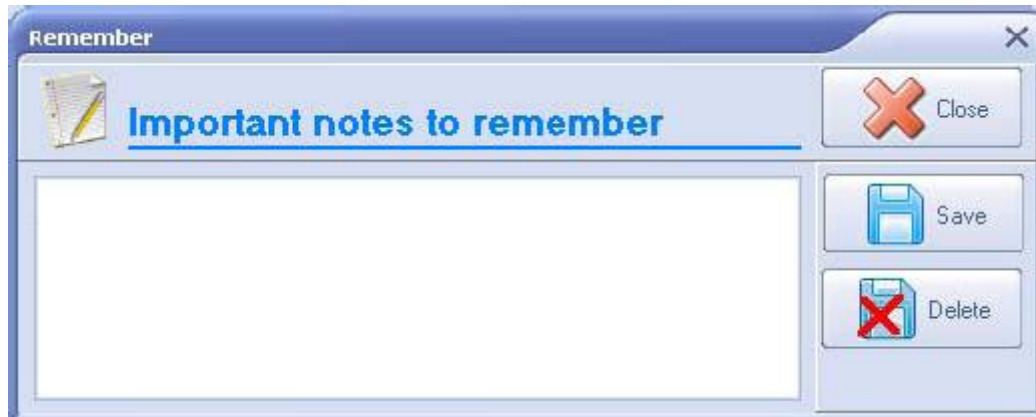 Remember
Important notes to remember
Close
Save
Delete